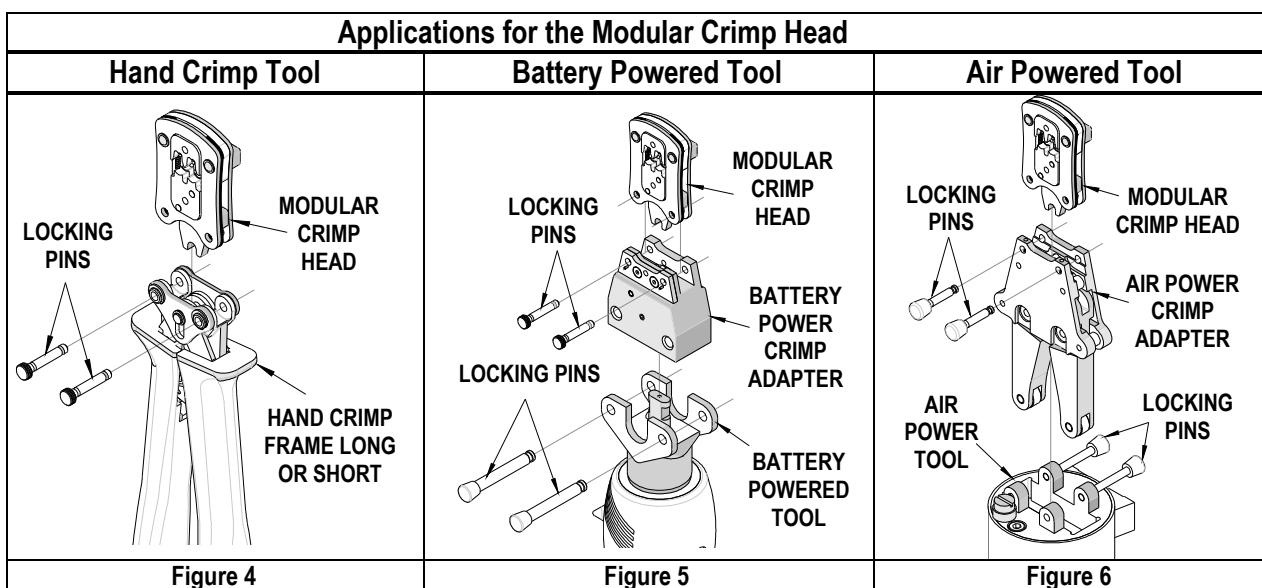 Applications for the Modular Crimp Head
Hand Crimp Tool
Battery Powered Tool
Air Powered Tool
LOCKING
PINS
MODULAR
CRIMP
HEAD
HAND CRIMP
FRAME LONG
OR SHORT
LOCKING
PINS
MODULAR
CRIMP
HEAD
BATTERY
POWER
CRIMP
ADAPTER
LOCKING PINS
BATTERY
POWERED
TOOL
LOCKING
PINS
MODULAR
CRIMP HEAD
AIR POWER
CRIMP
ADAPTER
AIR
POWER
TOOL
LOCKING
PINS
Figure 4
Figure 5
Figure 6